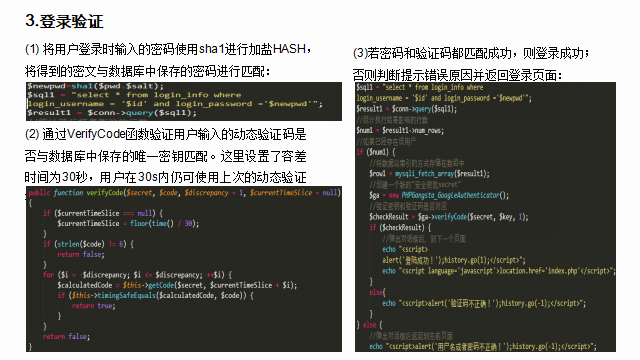 3.登录验证
(1) 将用户登录时输入的密码使用sha1进行加盐HASH，
将得到的密文与数据库中保存的密码进行匹配：
$newpwd=sha1($pwd.$salt);
$sql1 = "select * from login_info where
login_username = '$id' and login_password ='$newpwd'";
$result1 = $conn->query($sql1);
(2) 通过VerifyCode函数验证用户输入的动态验证码是
否与数据库中保存的唯一密钥匹配。这里设置了容差
时间为30秒，用户在30s内仍可使用上次的动态验证
public function verifyCode($secret, $code, $discrepancy = 1, $currentTimeSlice = null)
{
if ($currentTimeSlice === null) {
$currentTimeSlice = floor(time() / 30);
}
if (strlen($code) != 6) {
return false;
}
for ($i = -$discrepancy; $i <= $discrepancy; ++$i) {
$calculatedCode = $this->getCode($secret, $currentTimeSlice + $i);
if ($this->timingSafeEquals($calculatedCode, $code)) {
return true;
}
}
return false;
}
(3)若密码和验证码都匹配成功，则登录成功；
否则判断提示错误原因并返回登录页面：
$sql1 = "select * from login_info where
login_username = '$id' and login_password ='$newpwd'";
$result1 = $conn->query($sql1);
//统计执行结果影响的行数
$num1 = $result1->num_rows;
//如果已经存在该用户
if ($num1) {
//将数据以索引的方式存储在数组中
$row1 = mysqli_fetch_array($result1);
//创建一个新的"安全密匙secret"
$ga = new PHPGangsta_GoogleAuthenticator();
//验证密码和验证码是否对应
$checkResult = $ga->verifyCode($secret, $key, 1);
if ($checkResult) {
//弹出对话框后，到下一个页面
echo "<script>
alert('登陆成功！');history.go(1);</script>";
echo "<script language='javascript'>location.href='index.php'</script>";
}
else{
echo "<script>alert('验证码不正确！');history.go(-1);</script>";
}
} else {
//弹出对话框后返回到先前页面
echo "<script>alert('用户名或者密码不正确！');history.go(-1);</script>";